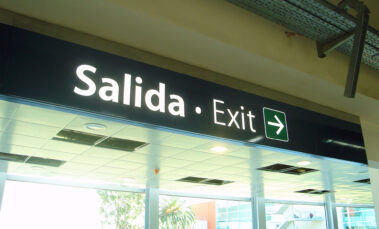 Salida · Exit →